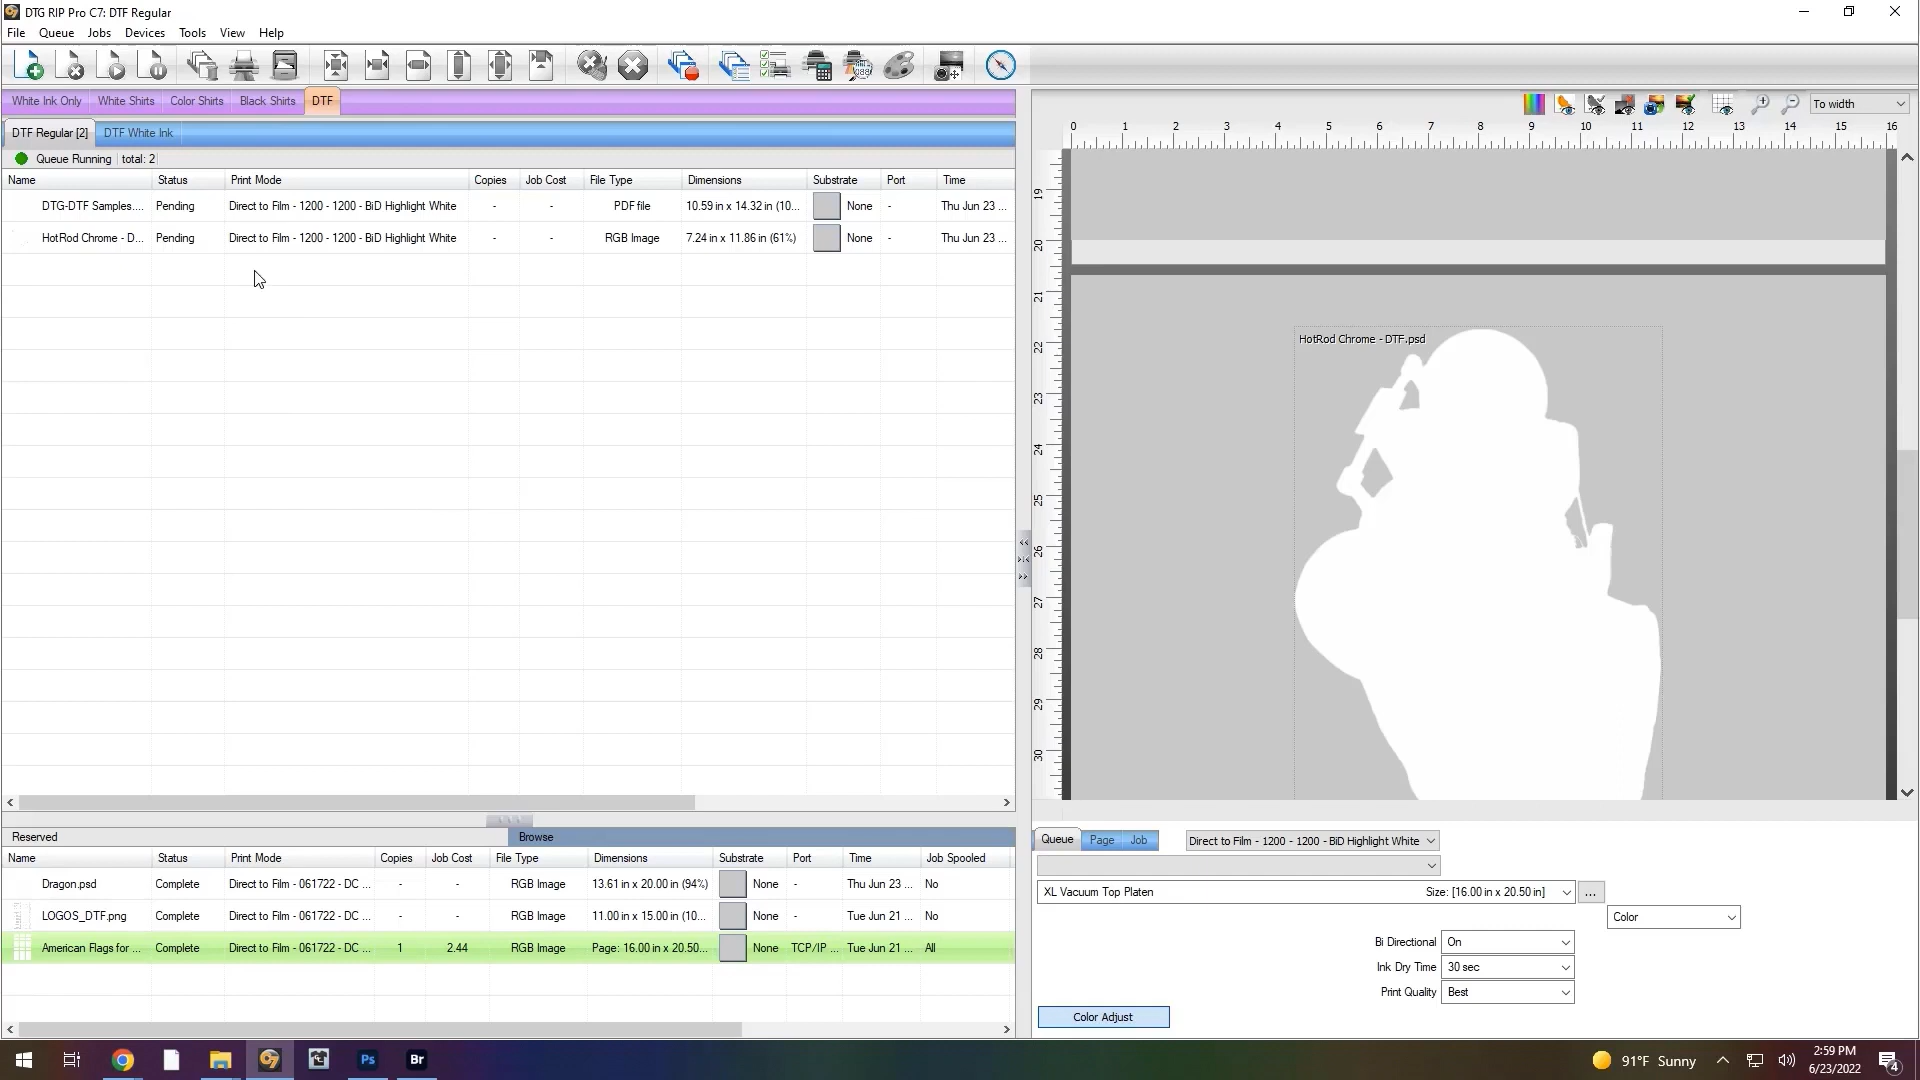 DTG RIP Pro C7: DTF Regular
File Queue Jobs Devices Tools View Help
White Ink Only White Shirts Color Shirts Black Shirts DTF
To width
DTF Regular [2] DTF White Ink
Queue Running total: 2
Name Status Print Mode Copies Job Cost File Type Dimensions Substrate Port Time
DTG-DTF Samples.... Pending Direct to Film - 1200 - 1200 - BiD Highlight White - - PDF file 10.59 in x 14.32 in (10... None - Thu Jun 23 ...
HotRod Chrome - D... Pending Direct to Film - 1200 - 1200 - BiD Highlight White - - RGB Image 7.24 in x 11.86 in (61%) None - Thu Jun 23 ...
0 1 2 3 4 5 6 7 8 9 10 11 12 13 14 15 16
19
20
21
22
23
24
25
26
27
28
29
30
HotRod Chrome - DTF.psd
Reserved Browse
Name Status Print Mode Copies Job Cost File Type Dimensions Substrate Port Time Job Spooled
Dragon.psd Complete Direct to Film - 061722 - DC ... - - RGB Image 13.61 in x 20.00 in (94%) None - Thu Jun 23 ... No
LOGOS_DTF.png Complete Direct to Film - 061722 - DC ... - - RGB Image 11.00 in x 15.00 in (10... None - Tue Jun 21 ... No
American Flags for ... Complete Direct to Film - 061722 - DC ... 1 2.44 RGB Image Page: 16.00 in x 20.50... None TCP/IP ... Tue Jun 21 ... All
Queue Page Job Direct to Film - 1200 - 1200 - BiD Highlight White
XL Vacuum Top Platen Size: [16.00 in x 20.50 in] ...
Color
Bi Directional On
Ink Dry Time 30 sec
Print Quality Best
Color Adjust
Ps Br
91°F Sunny
2:59 PM
6/23/2022
4